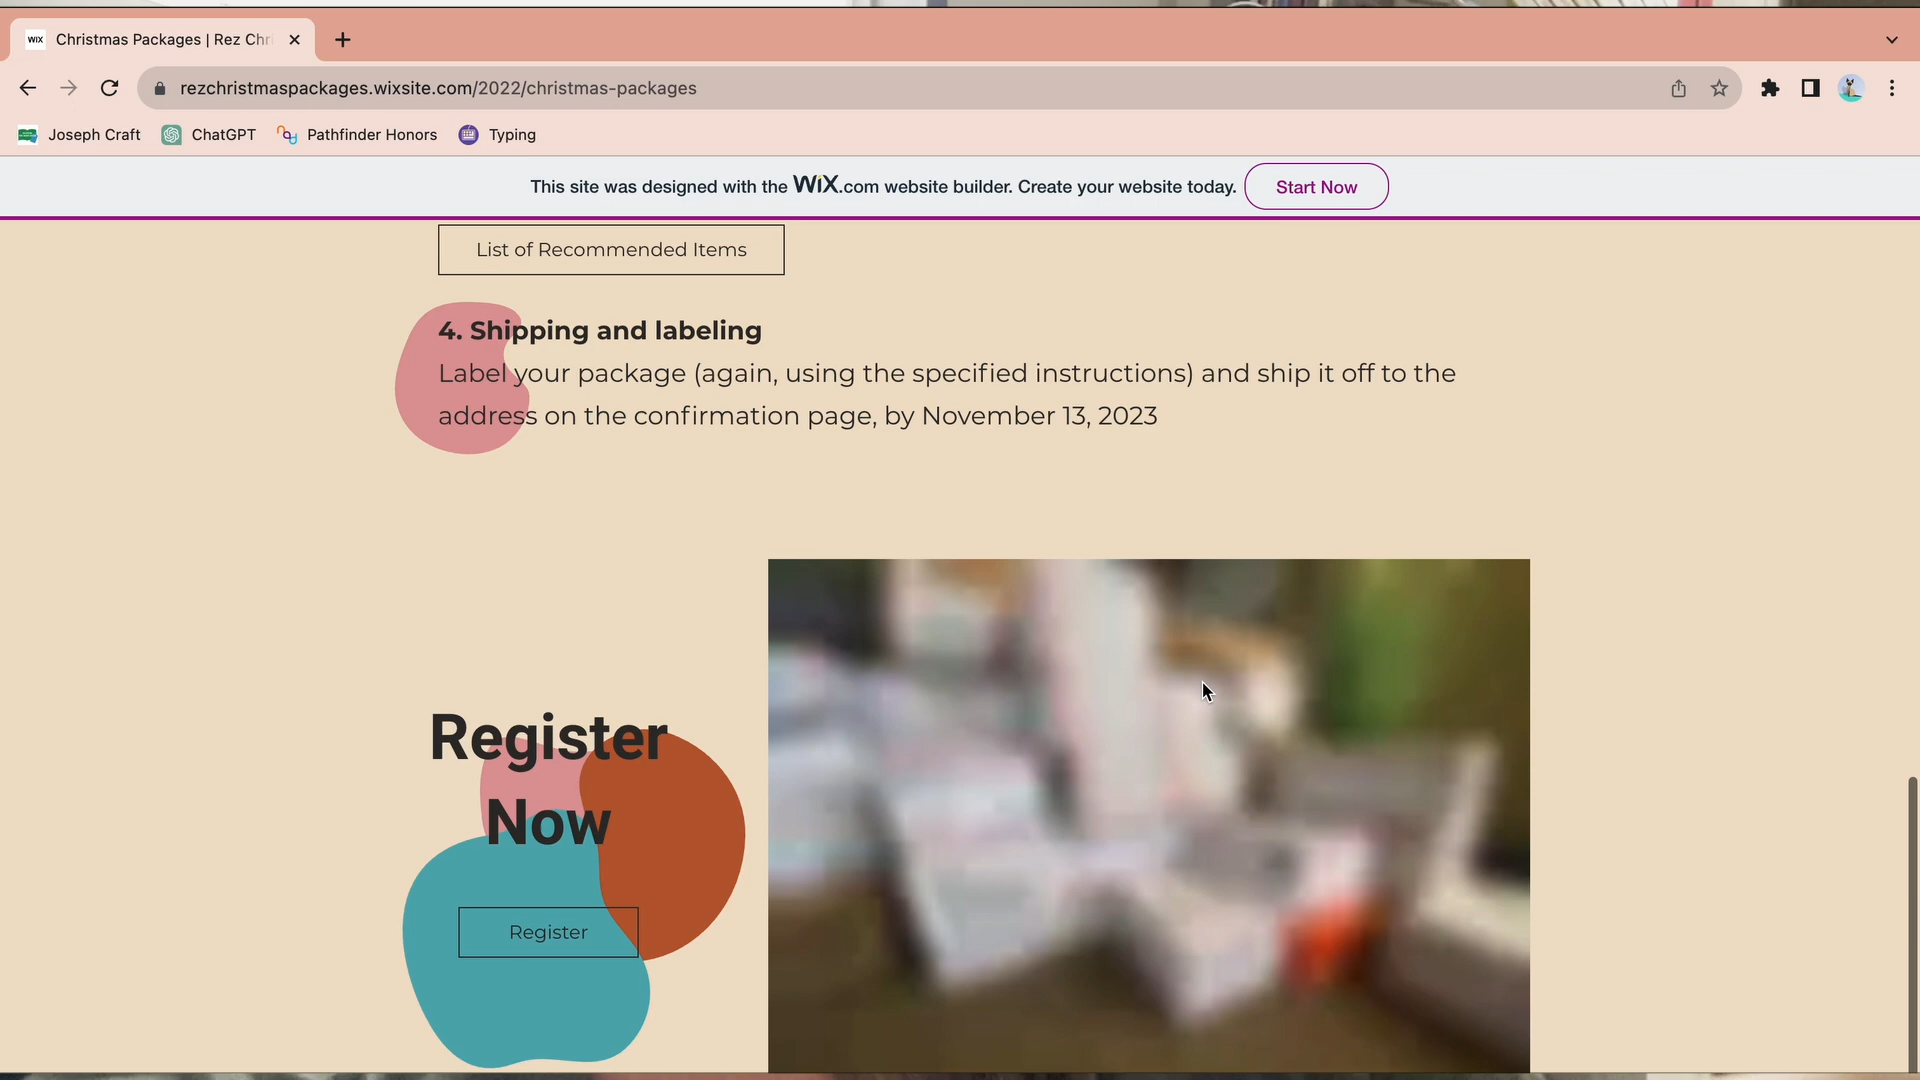 WiX Christmas Packages | Rez Chri
rezchristmaspackages.wixsite.com/2022/christmas-packages
Joseph Craft ChatGPT Pathfinder Honors Typing
This site was designed with the WiX.com website builder. Create your website today. Start Now
List of Recommended Items
4. Shipping and labeling
Label your package (again, using the specified instructions) and ship it off to the
address on the confirmation page, by November 13, 2023
Register
Now
Register